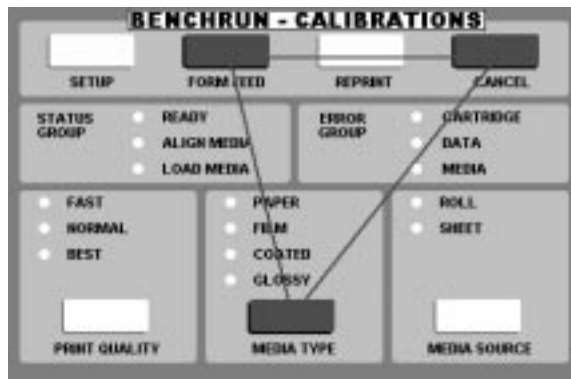 BENCHRUN - CALIBRATIONS
SETUP FORM FEED REPRINT CANCEL
STATUS GROUP
READY
ALIGN MEDIA
LOAD MEDIA
ERROR GROUP
CARTRIDGE
DATA
MEDIA
FAST
NORMAL
BEST
PRINT QUALITY
PAPER
FILM
COATED
GLOSSY
MEDIA TYPE
ROLL
SHEET
MEDIA SOURCE